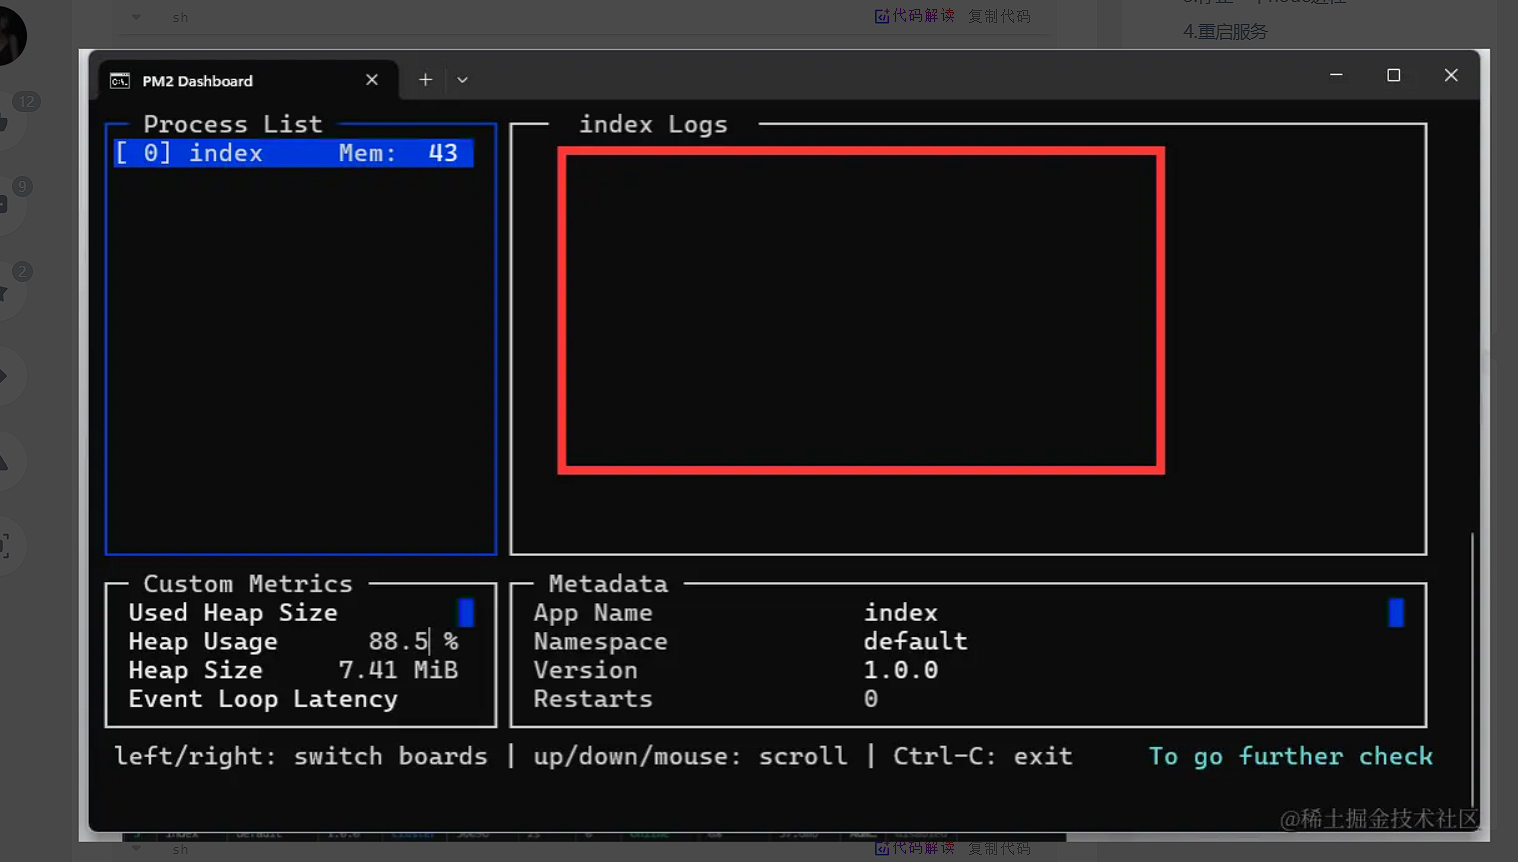 sh
代码解读 复制代码
4.重启服务
12
9
2
PM2 Dashboard
Process List
[ 0] index Mem: 43
index Logs
Custom Metrics
Used Heap Size
Heap Usage 88.5 %
Heap Size 7.41 MiB
Event Loop Latency
Metadata
App Name index
Namespace default
Version 1.0.0
Restarts 0
left/right: switch boards | up/down/mouse: scroll | Ctrl-C: exit To go further check
@稀土掘金技术社区
sh
代码解读 复制代码